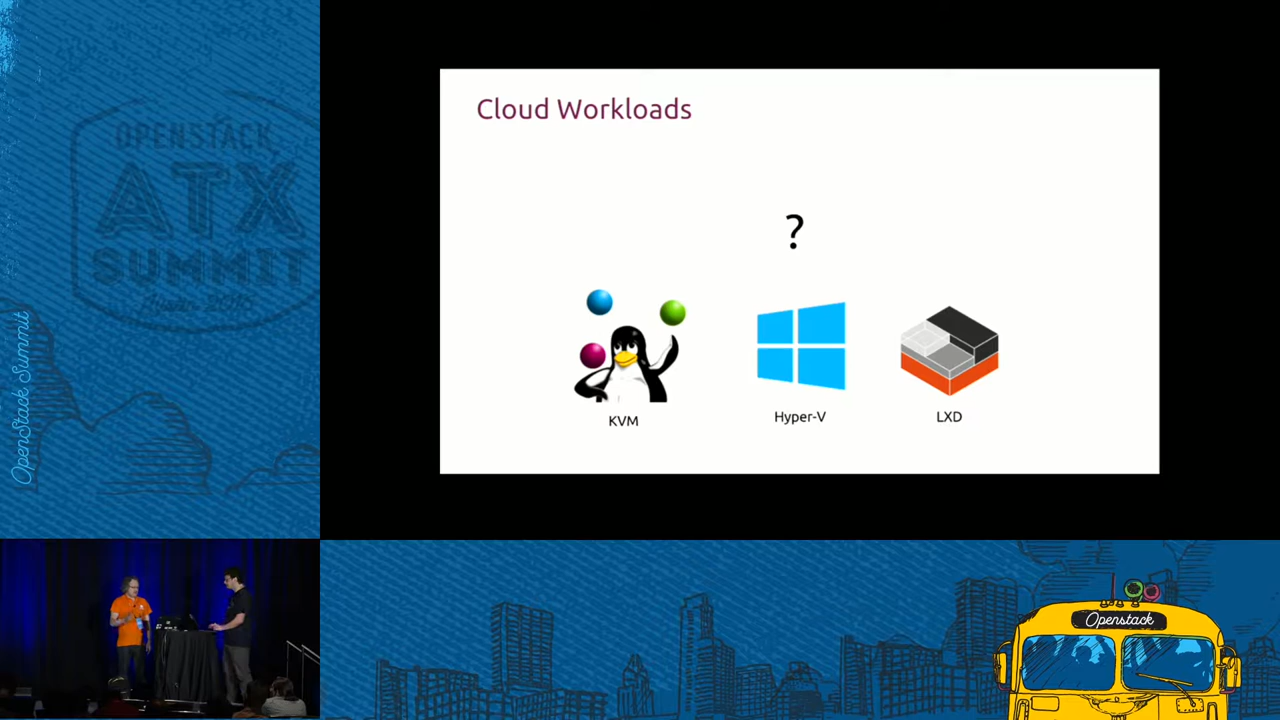 OPENSTACK
ATX
SUMMIT
OpenStack Summit
Cloud Workloads
?
KVM
Hyper-V
LXD
Openstack